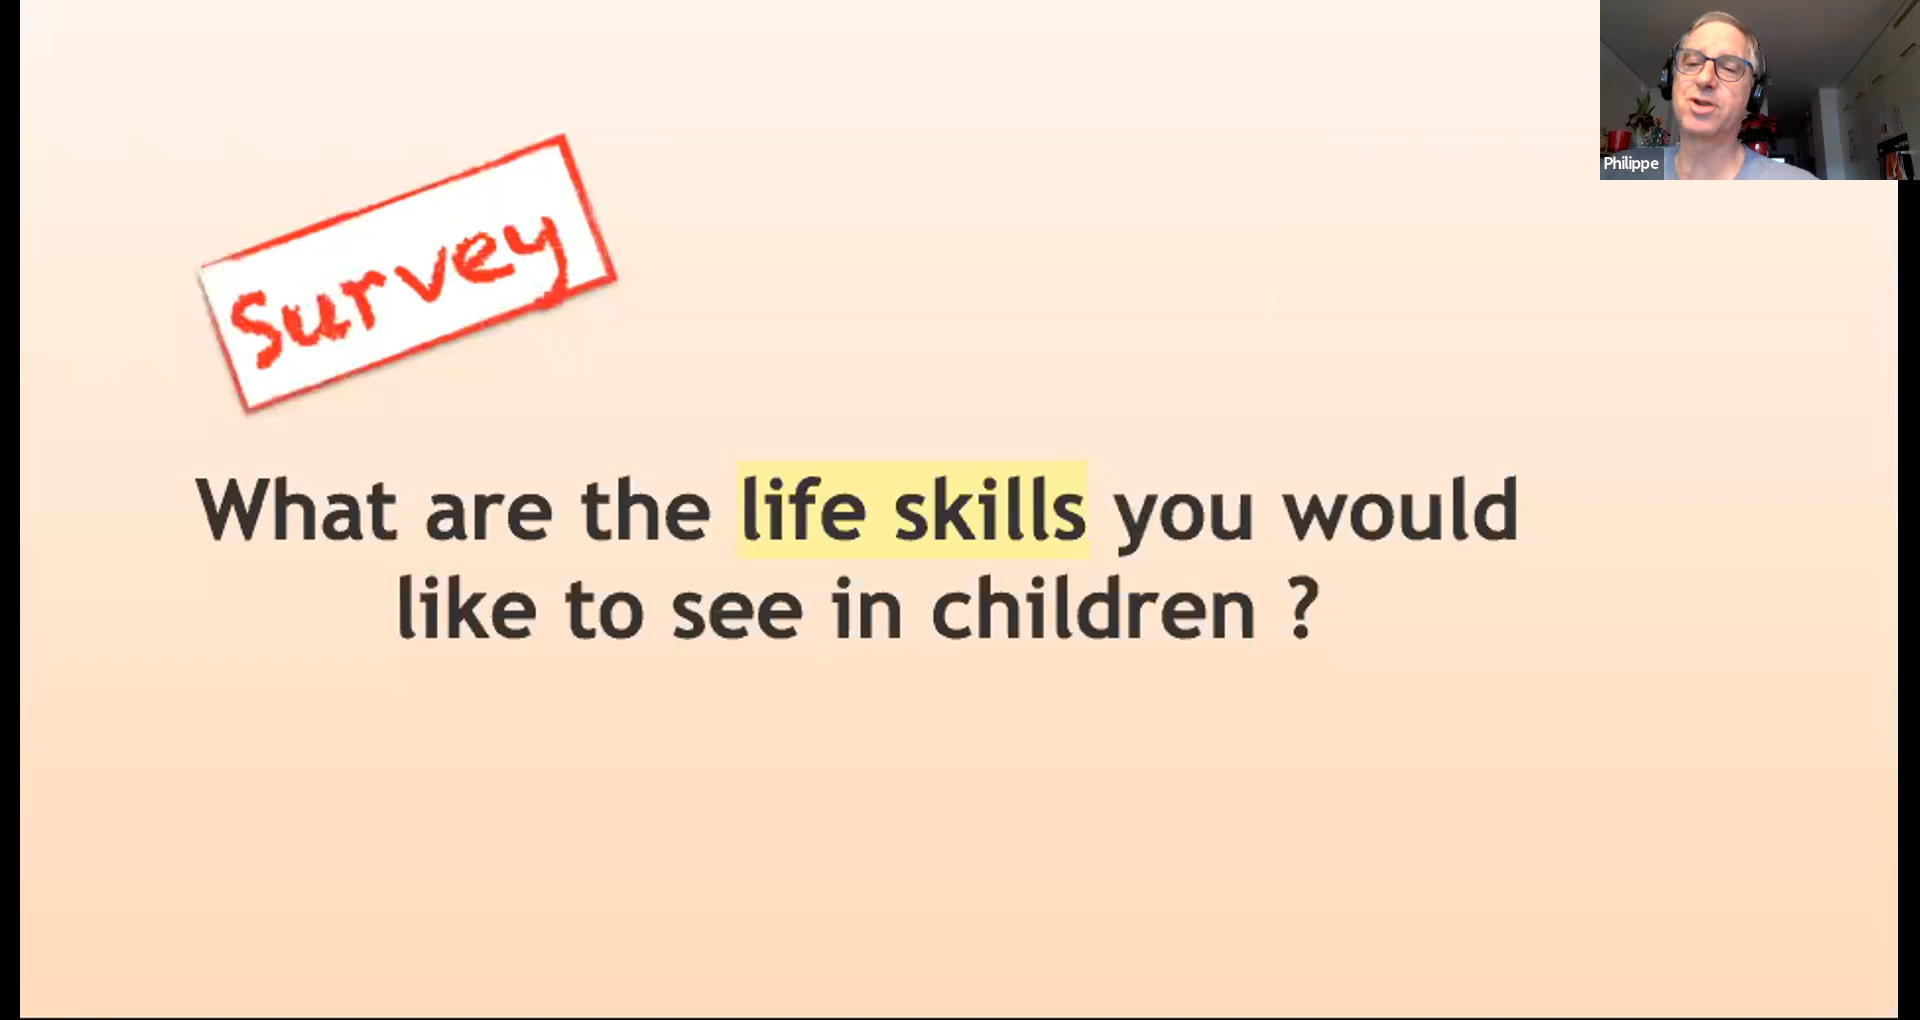 Philippe
Survey
What are the life skills you would
like to see in children ?